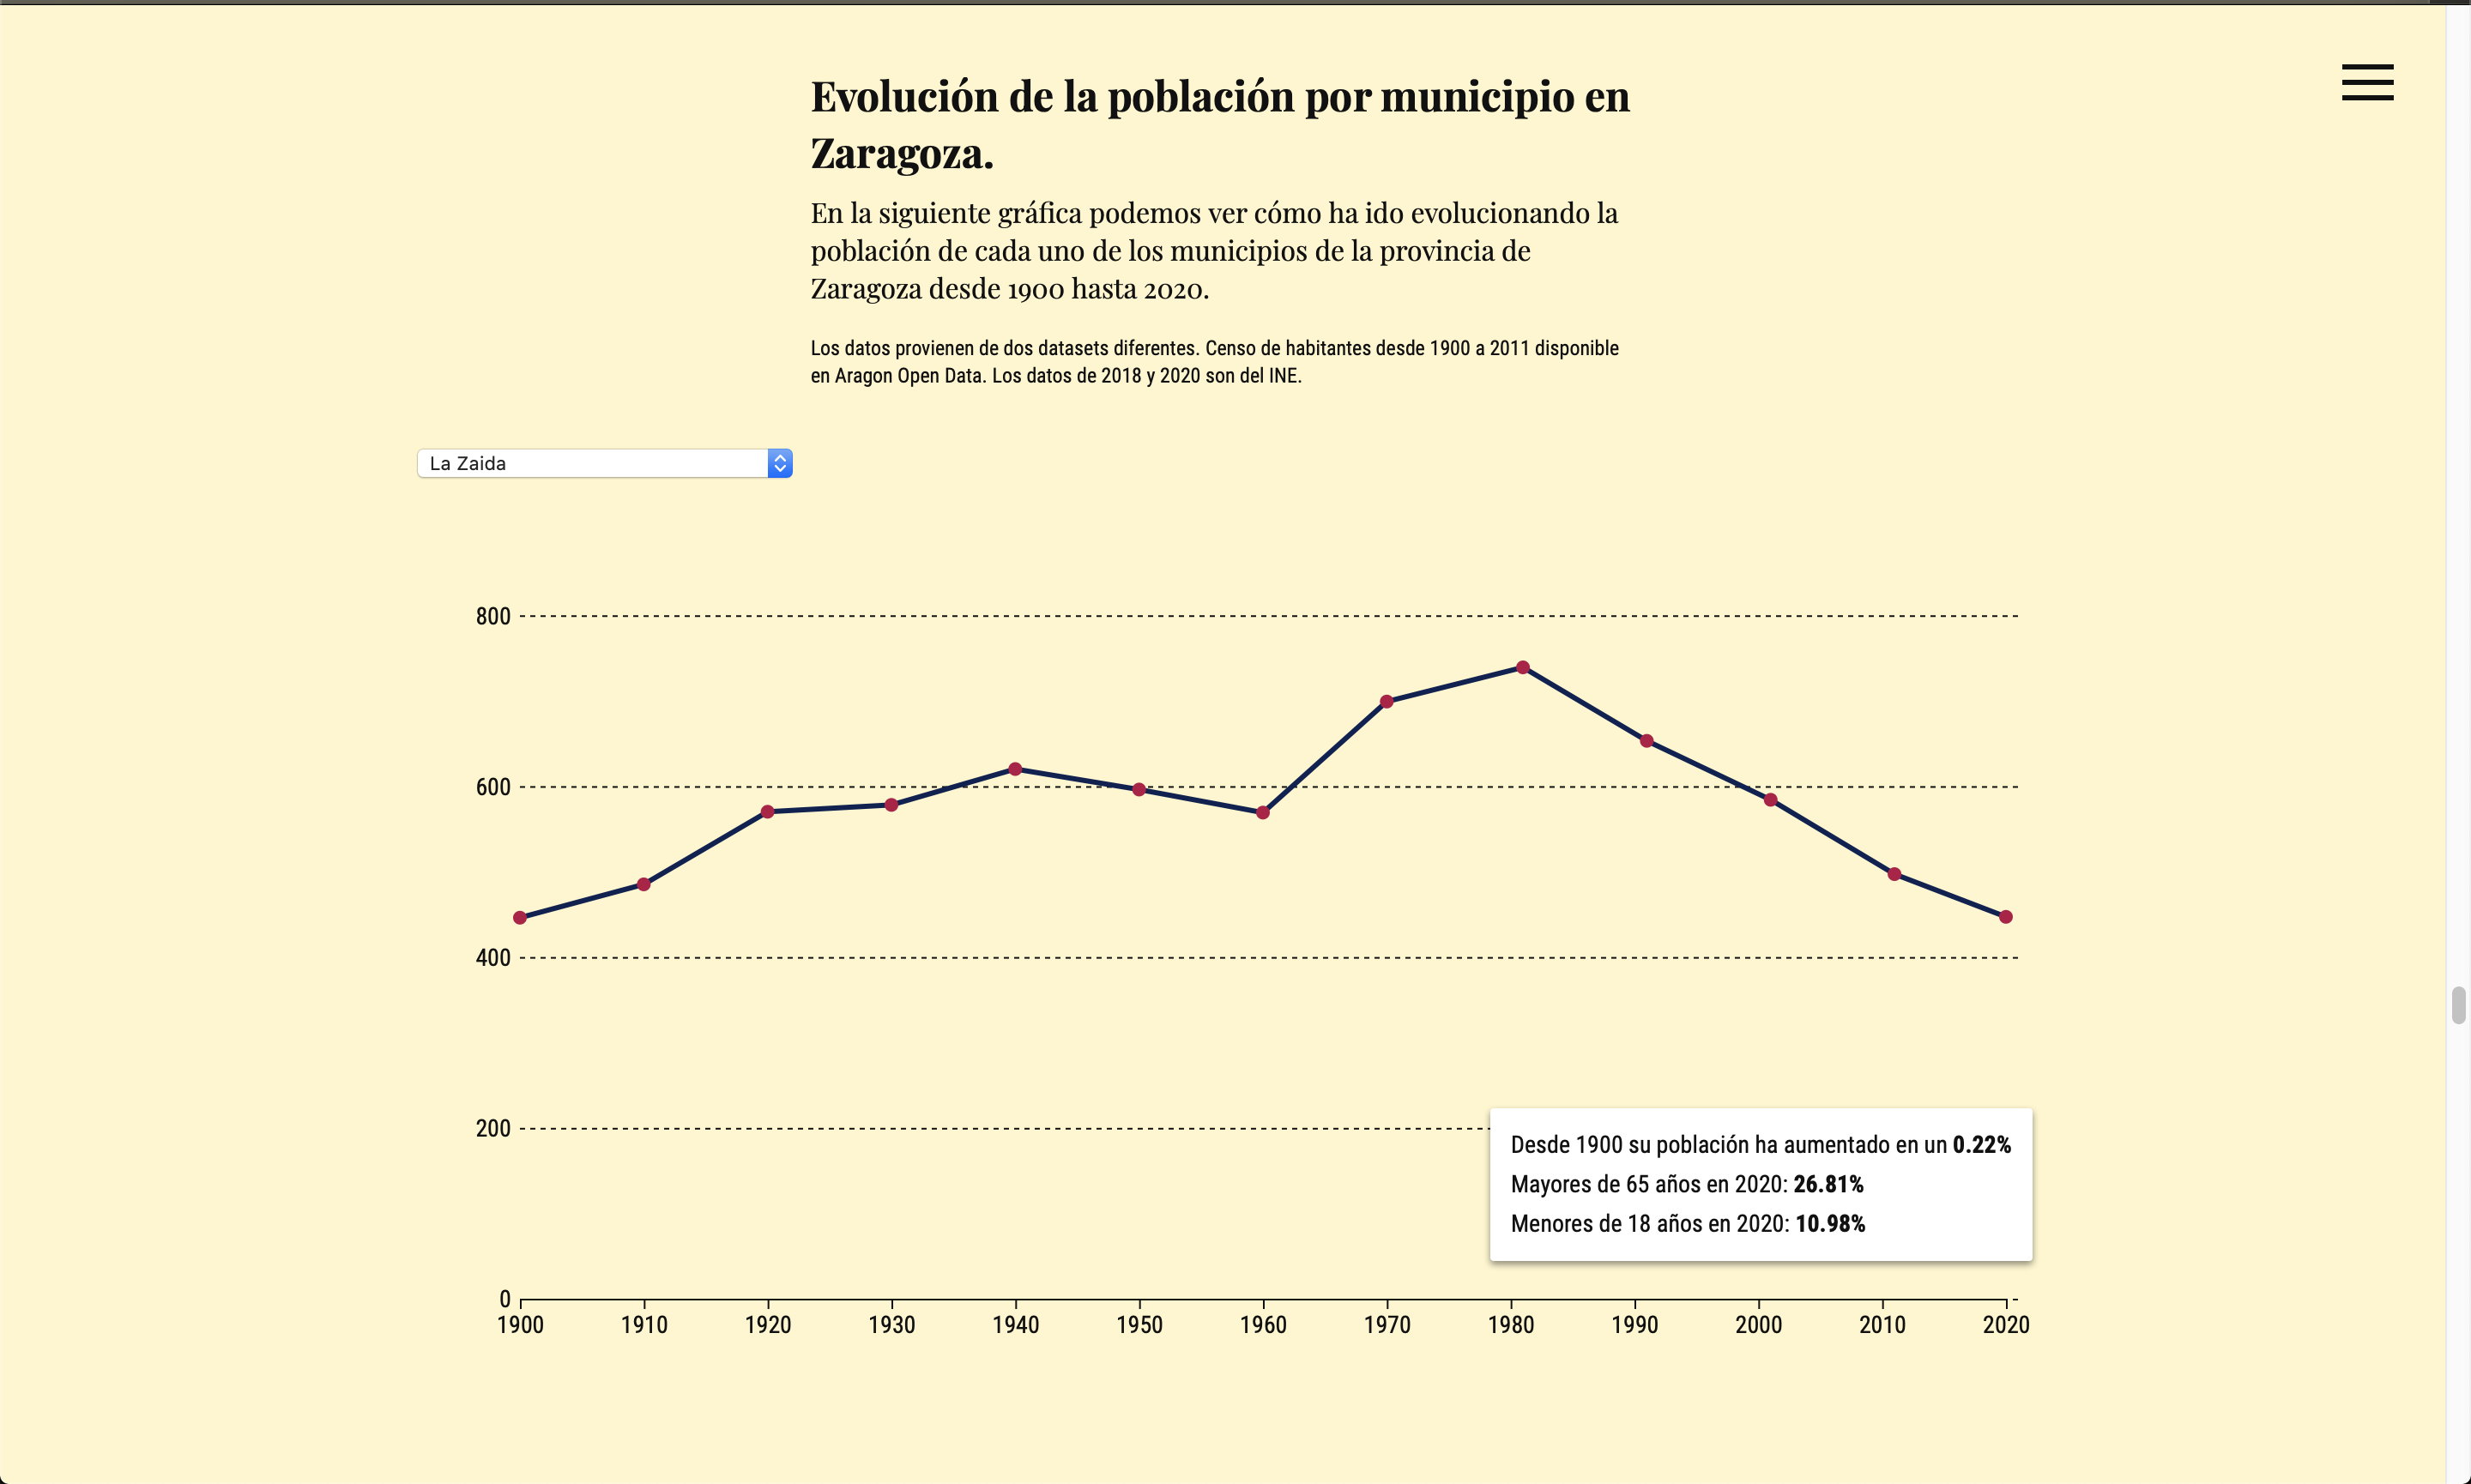 Evolución de la población por municipio en
Zaragoza.
En la siguiente gráfica podemos ver cómo ha ido evolucionando la
población de cada uno de los municipios de la provincia de
Zaragoza desde 1900 hasta 2020.
Los datos provienen de dos datasets diferentes. Censo de habitantes desde 1900 a 2011 disponible
en Aragon Open Data. Los datos de 2018 y 2020 son del INE.
La Zaida
800
600
400
200
Desde 1900 su población ha aumentado en un 0.22%
Mayores de 65 años en 2020: 26.81%
Menores de 18 años en 2020: 10.98%
0
1900 1910 1920 1930 1940 1950 1960 1970 1980 1990 2000 2010 2020